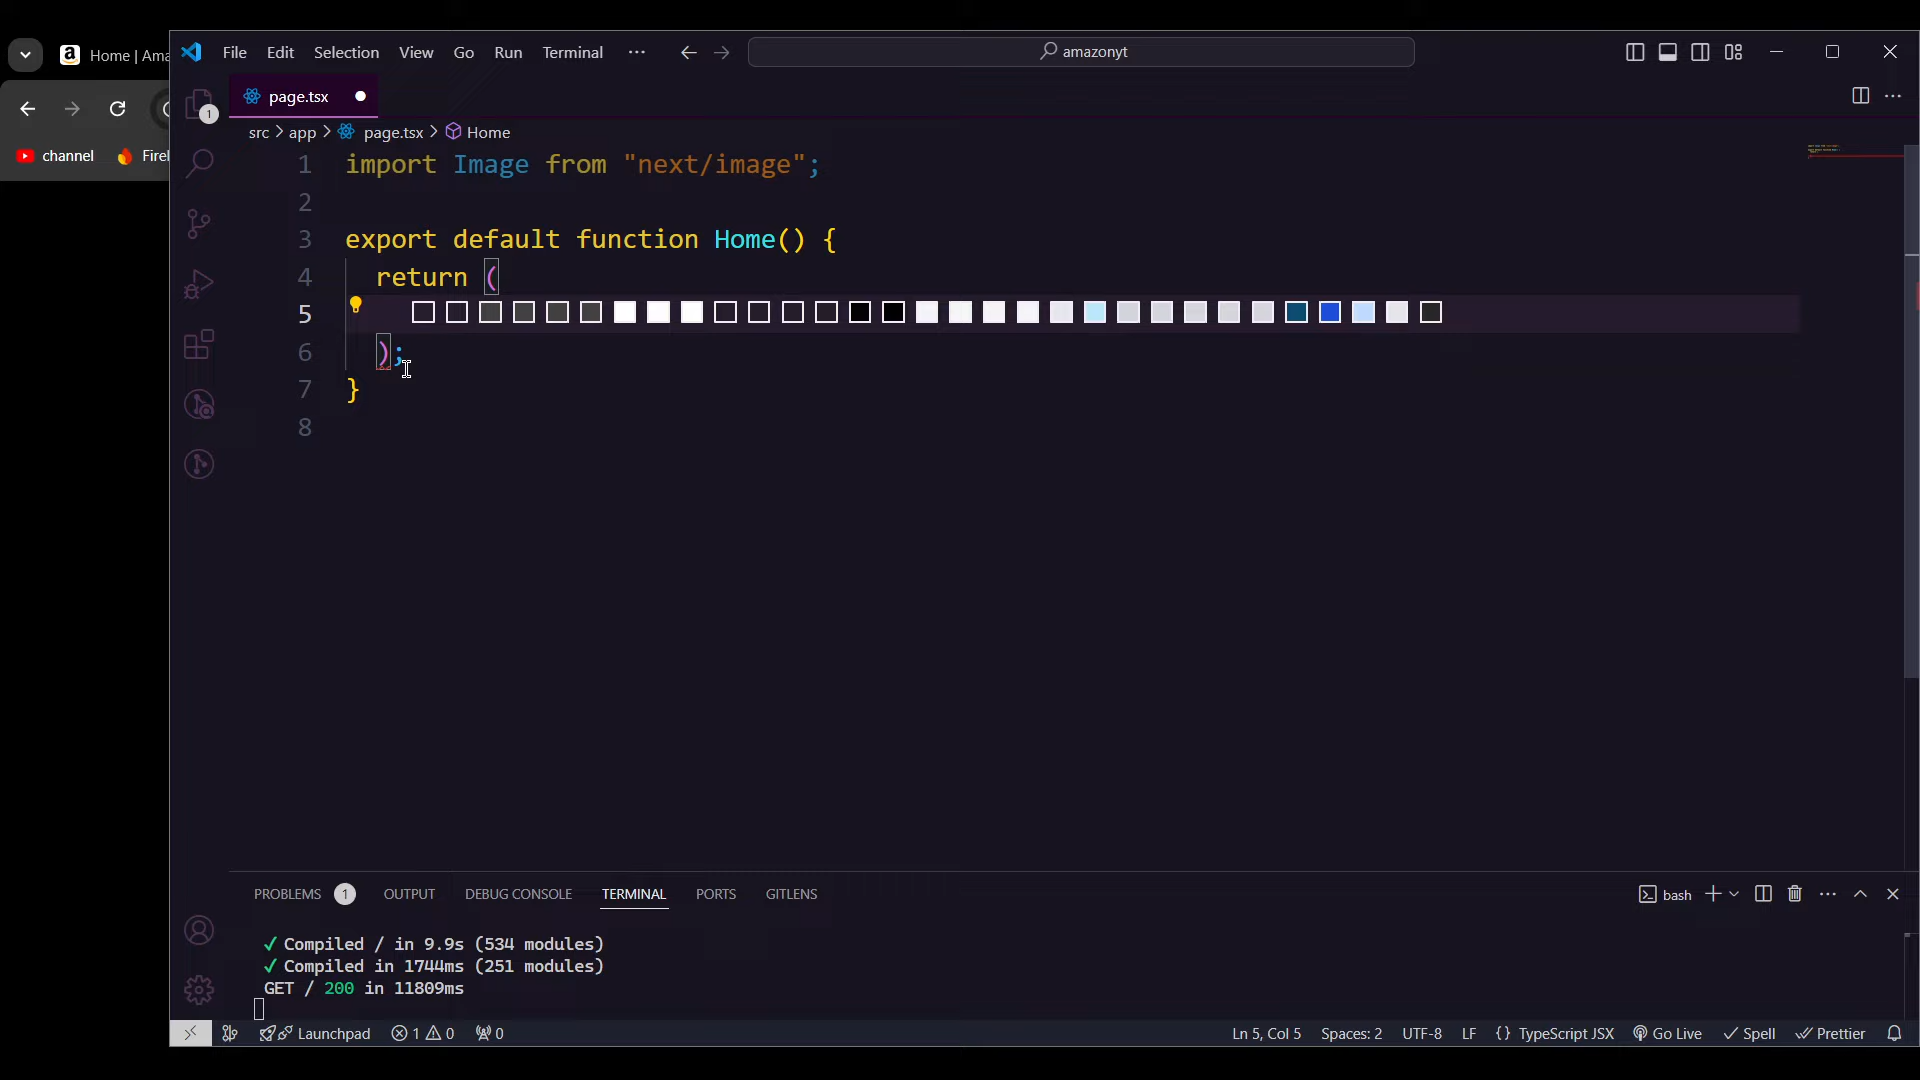 Home | Ama
File Edit Selection View Go Run Terminal ···
amazonyt
page.tsx
1
channel
Firel
src > app > page.tsx > Home
1 import Image from "next/image";
2
3 export default function Home() {
4 return (
5
6 );
7 }
8
PROBLEMS 1 OUTPUT DEBUG CONSOLE TERMINAL PORTS GITLENS
bash
✓ Compiled / in 9.9s (534 modules)
✓ Compiled in 1744ms (251 modules)
GET / 200 in 11809ms
Launchpad 1 0 0
Ln 5, Col 5 Spaces: 2 UTF-8 LF {} TypeScript JSX Go Live Spell Prettier